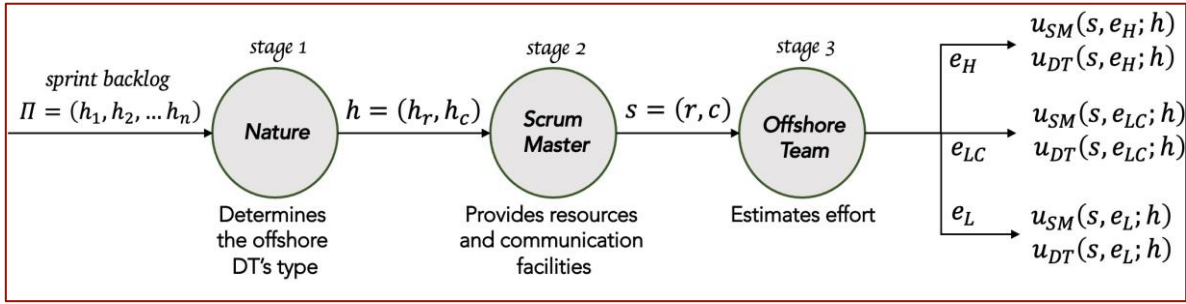 stage 1
stage 2
stage 3
sprint backlog
Π = (h₁, h₂, … hₙ)
Nature
h = (hᵣ, h_c)
Scrum
Master
s = (r, c)
Offshore
Team
Determines
the offshore
DT's type
Provides resources
and communication
facilities
Estimates effort
e_H
u_SM(s, e_H; h)
u_DT(s, e_H; h)
e_LC
u_SM(s, e_LC; h)
u_DT(s, e_LC; h)
e_L
u_SM(s, e_L; h)
u_DT(s, e_L; h)